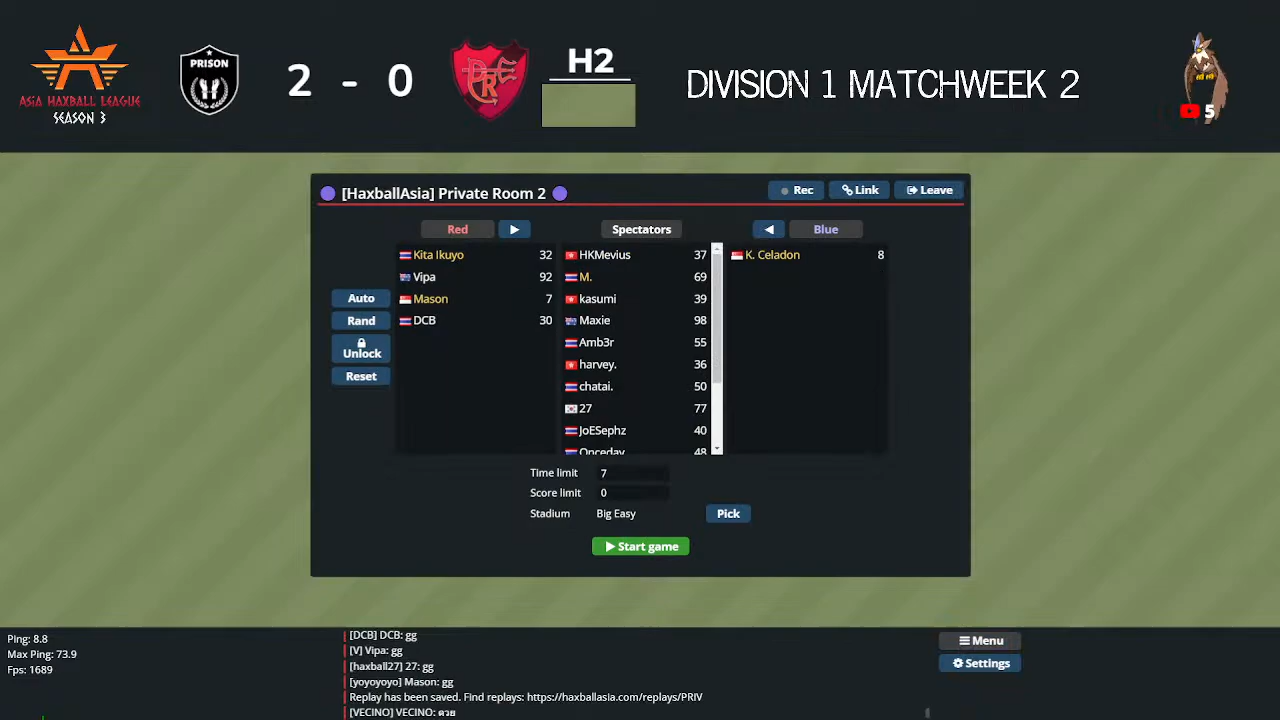 ASIA HAXBALL LEAGUE
SEASON 3
PRISON
2 - 0
H2
DIVISION 1 MATCHWEEK 2
5
[HaxballAsia] Private Room 2
Rec
Link
Leave
Red
Spectators
Blue
Kita Ikuyo 32
Vipa 92
Mason 7
DCB 30
HKMevius 37
M. 69
kasumi 39
Maxie 98
Amb3r 55
harvey. 36
chatai. 50
27 77
JoESephz 40
Onceday 48
K. Celadon 8
Auto
Rand
Unlock
Reset
Time limit 7
Score limit 0
Stadium Big Easy Pick
Start game
Ping: 8.8
Max Ping: 73.9
Fps: 1689
[DCB] DCB: gg
[V] Vipa: gg
[haxball27] 27: gg
[yoyoyoyo] Mason: gg
Replay has been saved. Find replays: https://haxballasia.com/replays/PRIV
[VECINO] VECINO: ควย
Menu
Settings